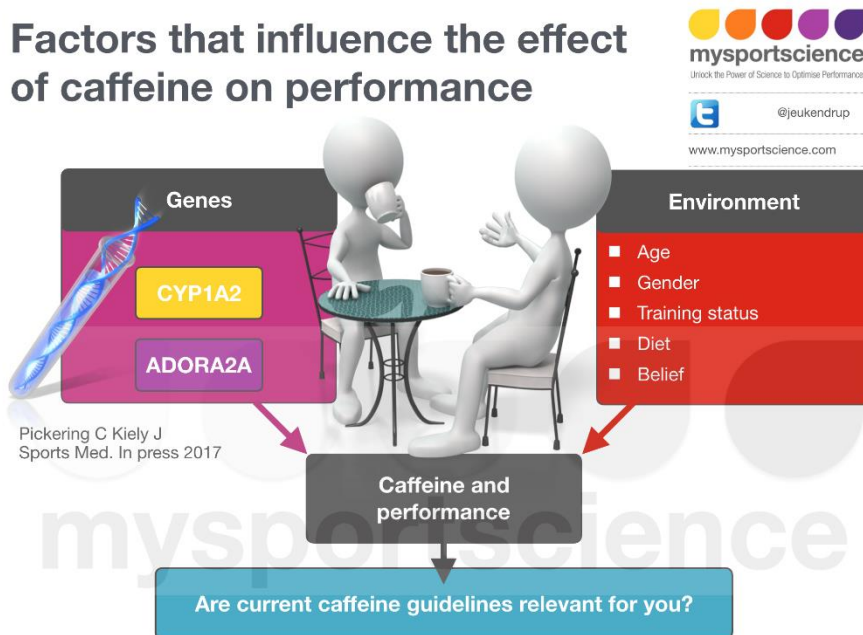 Factors that influence the effect
of caffeine on performance
mysportscience
Unlock the Power of Science to Optimise Performance
@jeukendrup
www.mysportscience.com
Genes
CYP1A2
ADORA2A
Environment
Age
Gender
Training status
Diet
Belief
Pickering C Kiely J
Sports Med. In press 2017
Caffeine and
performance
mysportscience
Are current caffeine guidelines relevant for you?